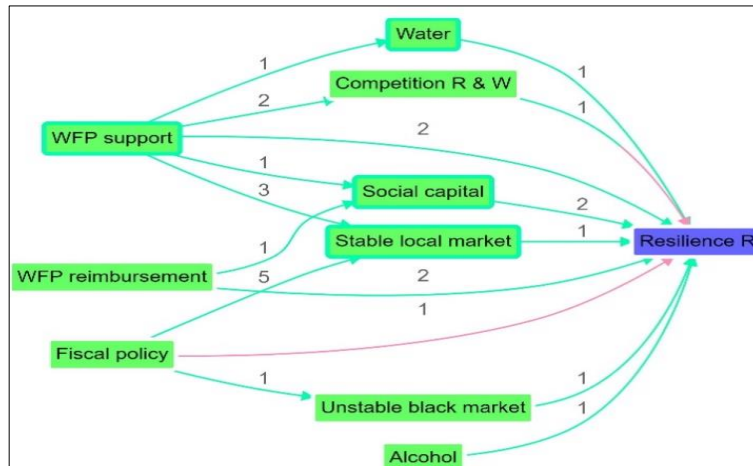 Water
1
1
Competition R & W
2
1
WFP support
2
1
Social capital
3
2
Stable local market
1
Resilience R
1
WFP reimbursement
5
2
1
Fiscal policy
1
Unstable black market
1
1
Alcohol